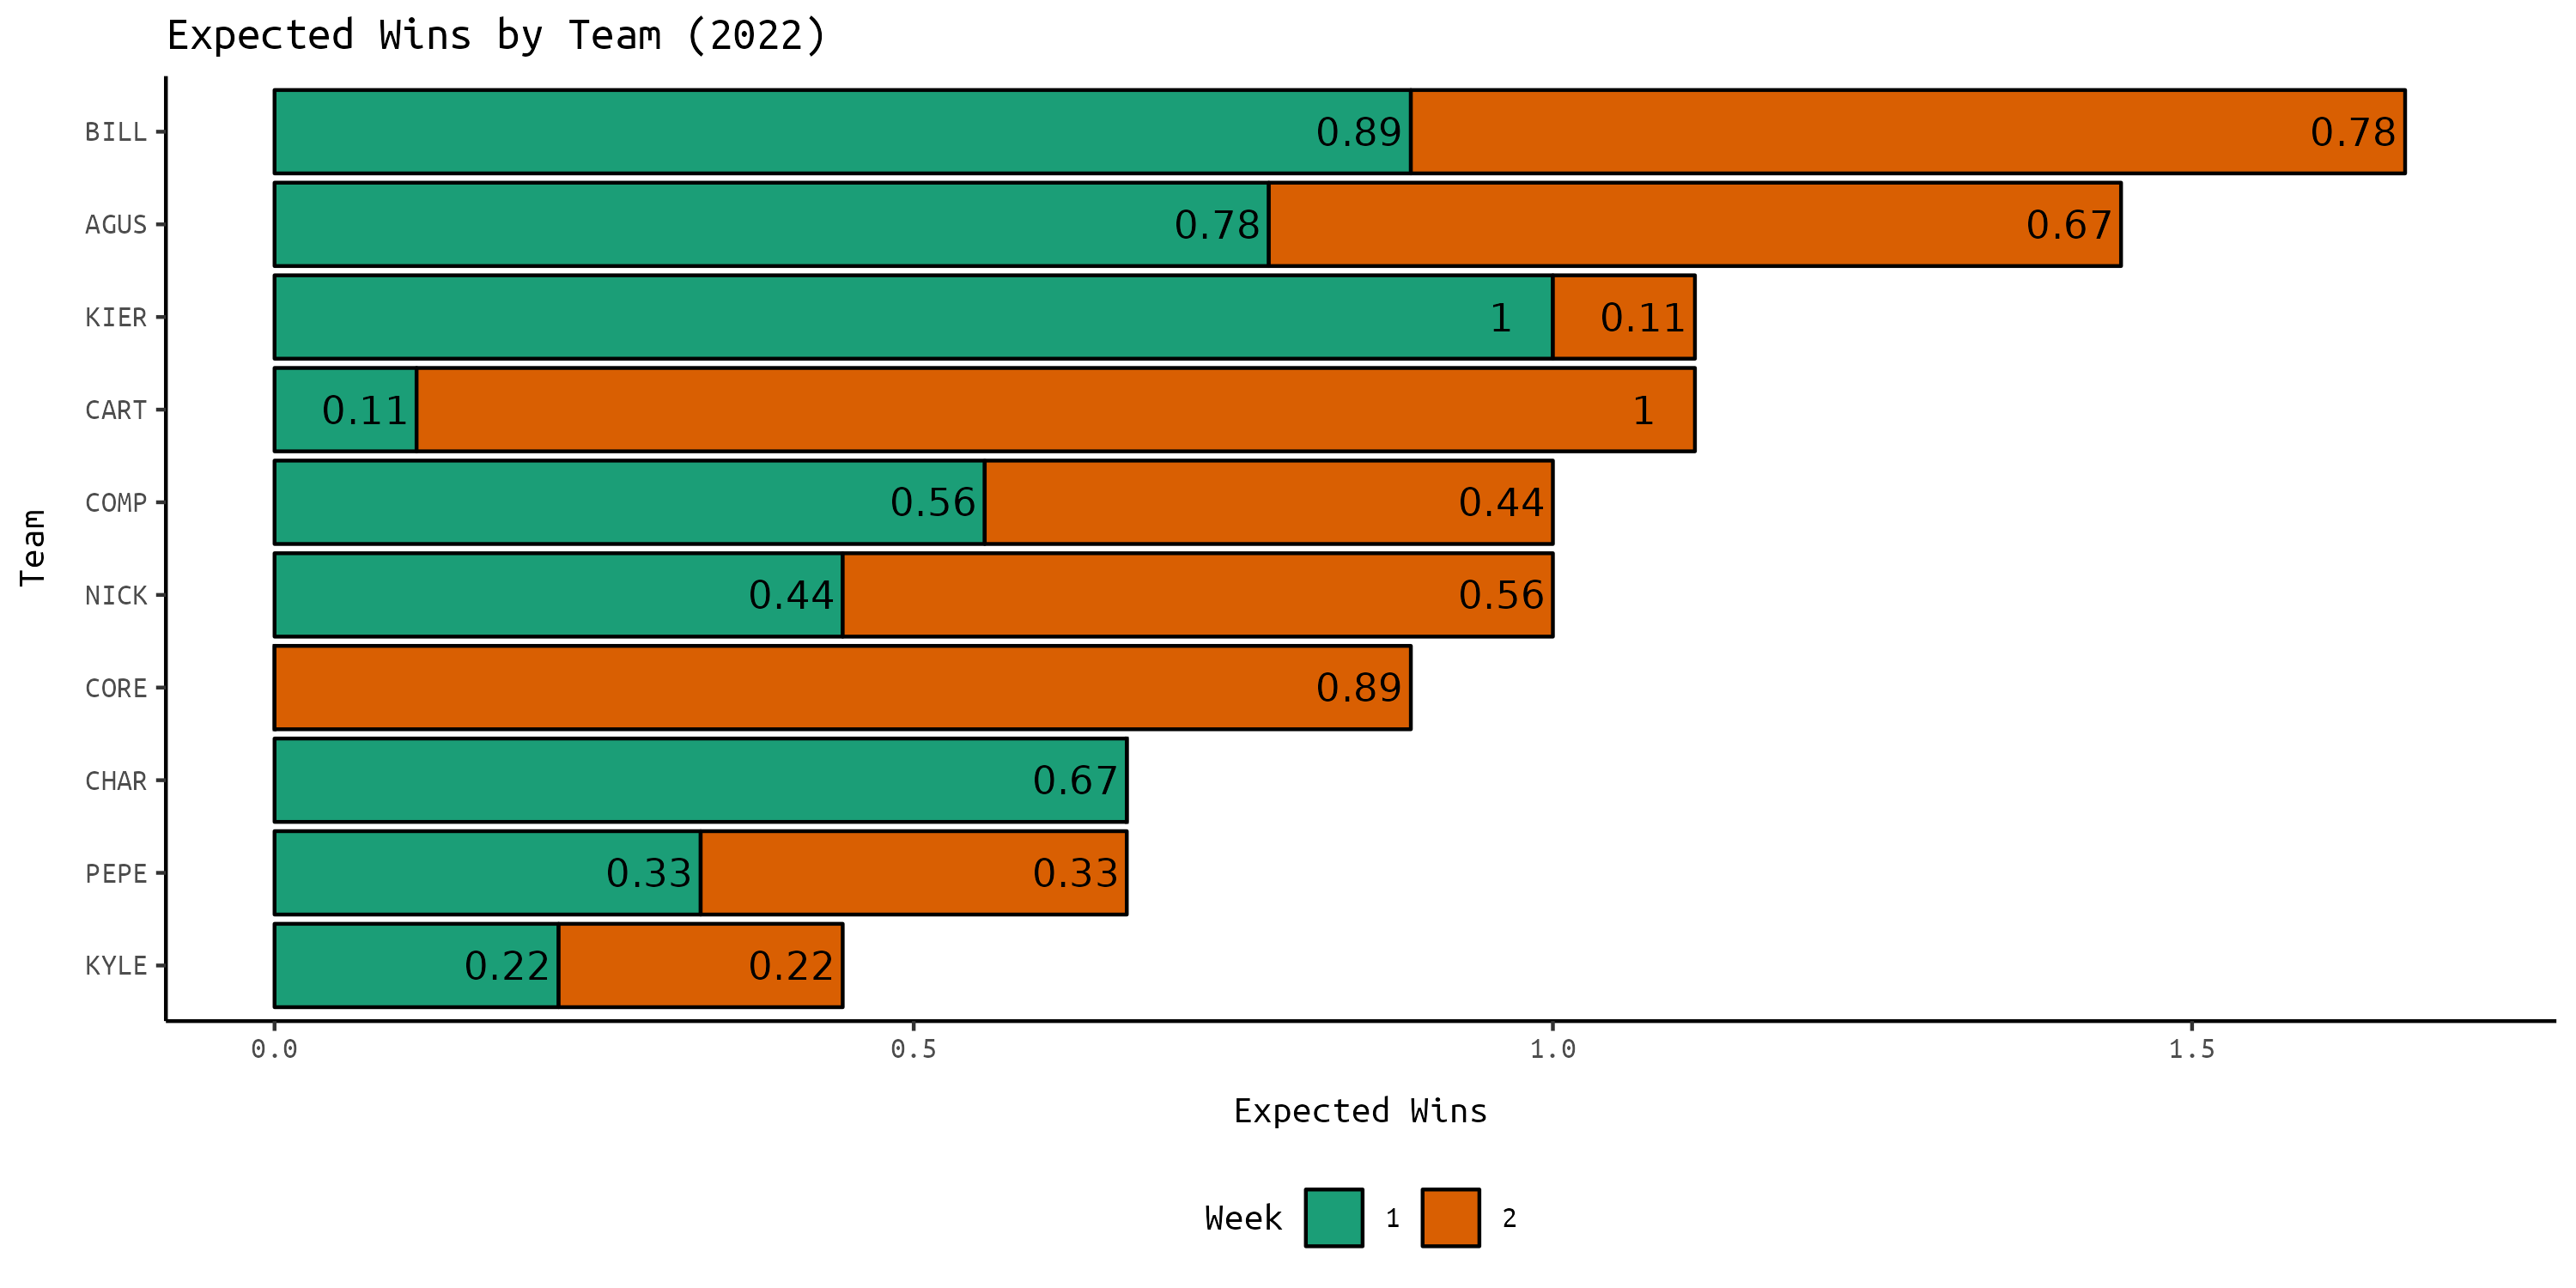 Expected Wins by Team (2022)
BILL 0.89 0.78
AGUS 0.78 0.67
KIER 1 0.11
CART 0.11 1
COMP 0.56 0.44
NICK 0.44 0.56
CORE 0.89
CHAR 0.67
PEPE 0.33 0.33
KYLE 0.22 0.22
Team
0.0 0.5 1.0 1.5
Expected Wins
Week 1 2